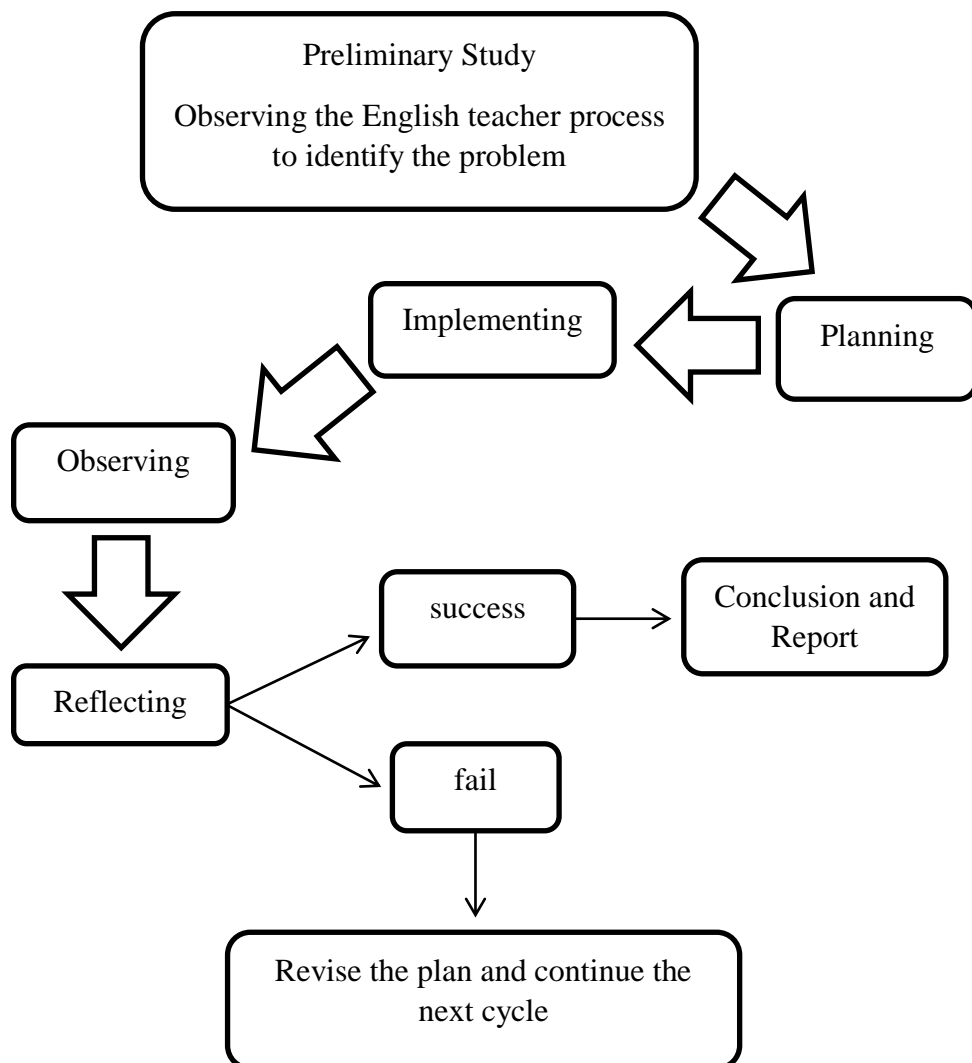 Preliminary Study
Observing the English teacher process
to identify the problem
Implementing
Planning
Observing
success
Conclusion and
Report
Reflecting
fail
Revise the plan and continue the
next cycle